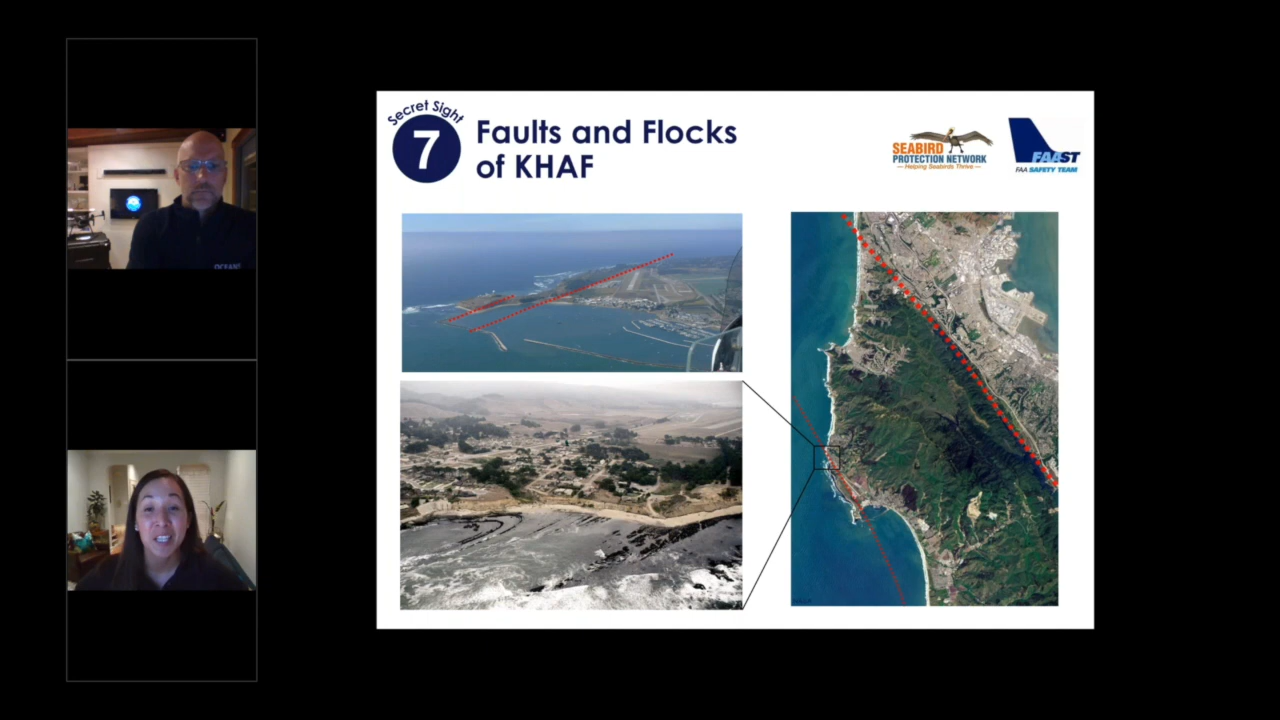 Secret Sight
7
Faults and Flocks
of KHAF
SEABIRD
PROTECTION NETWORK
— Helping Seabirds Thrive —
FAAST
FAA SAFETY TEAM